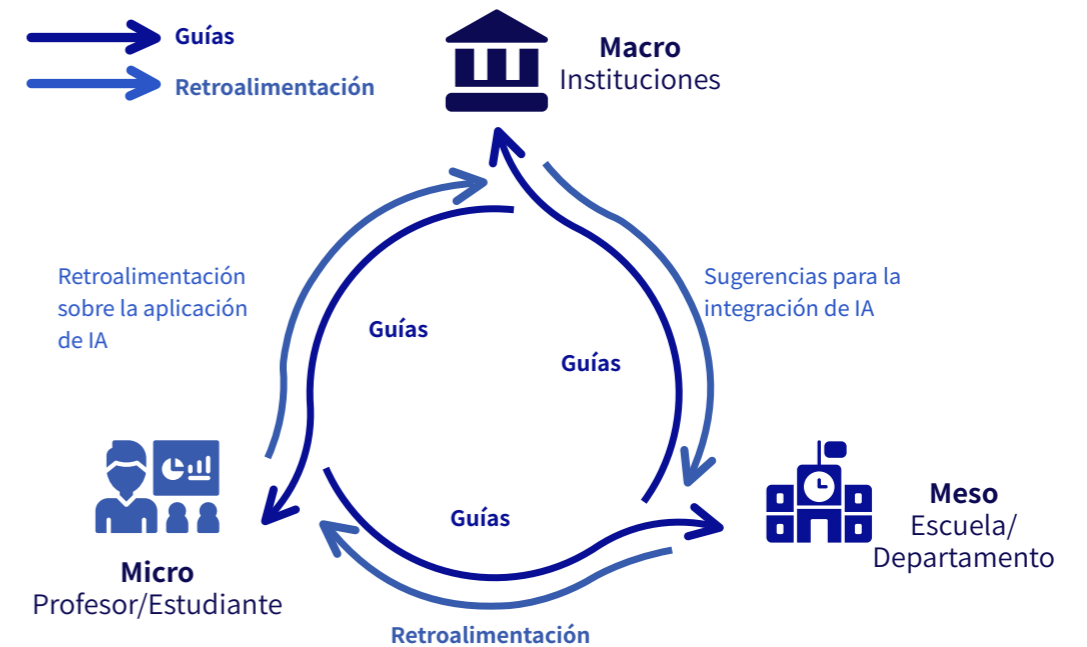 Guías
Retroalimentación
Macro
Instituciones
Retroalimentación
sobre la aplicación
de IA
Sugerencias para la
integración de IA
Guías
Guías
Guías
Meso
Escuela/
Departamento
Micro
Profesor/Estudiante
Retroalimentación